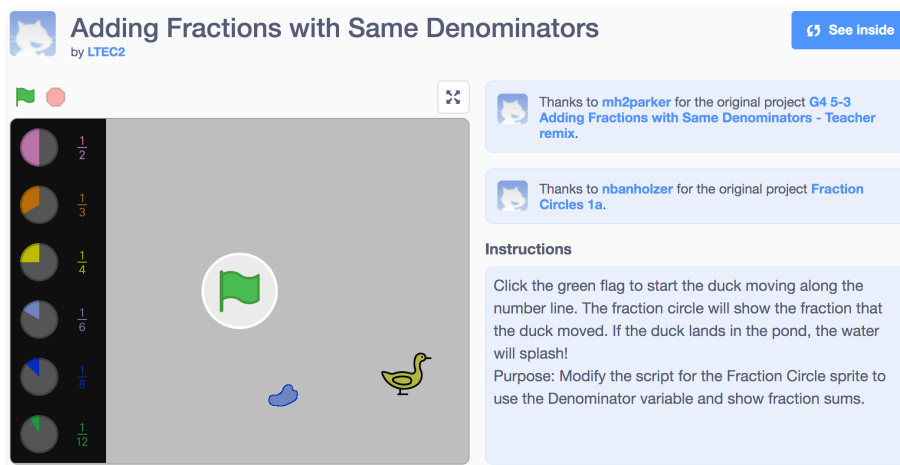 Adding Fractions with Same Denominators
by LTEC2
See inside
1
2
1
3
1
4
1
6
1
8
1
12
Thanks to mh2parker for the original project G4 5-3
Adding Fractions with Same Denominators - Teacher
remix.
Thanks to nbanholzer for the original project Fraction
Circles 1a.
Instructions
Click the green flag to start the duck moving along the
number line. The fraction circle will show the fraction that
the duck moved. If the duck lands in the pond, the water
will splash!
Purpose: Modify the script for the Fraction Circle sprite to
use the Denominator variable and show fraction sums.